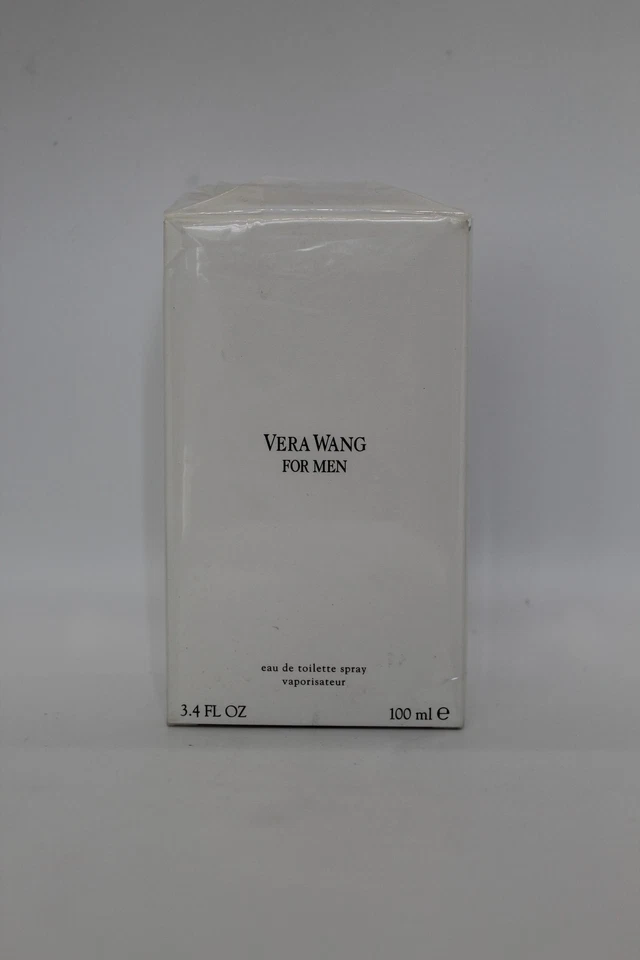 VERA WANG
FOR MEN
eau de toilette spray
vaporisateur
3.4 FL OZ 100 ml ℮